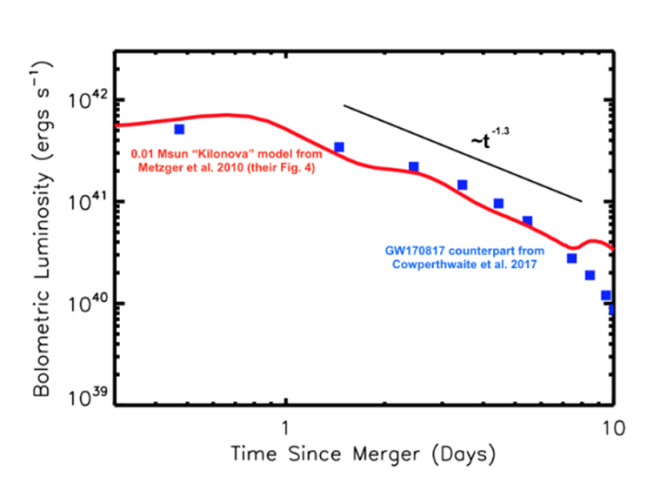 Bolometric Luminosity (ergs s⁻¹)
10⁴²
10⁴¹
10⁴⁰
10³⁹
~t⁻¹·³
0.01 Msun “Kilonova” model from
Metzger et al. 2010 (their Fig. 4)
GW170817 counterpart from
Cowperthwaite et al. 2017
1
10
Time Since Merger (Days)